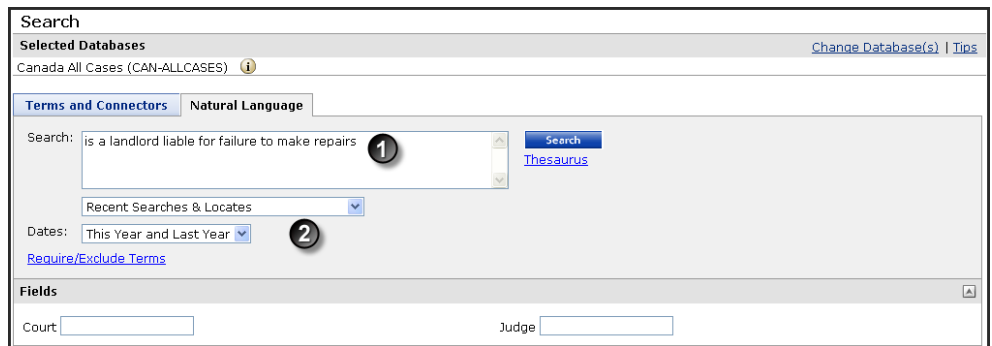 Search
Selected Databases
Change Database(s) | Tips
Canada All Cases (CAN-ALLCASES) i
Terms and Connectors
Natural Language
Search: is a landlord liable for failure to make repairs 1
Search
Thesaurus
Recent Searches & Locates
Dates: This Year and Last Year 2
Require/Exclude Terms
Fields
Court
Judge